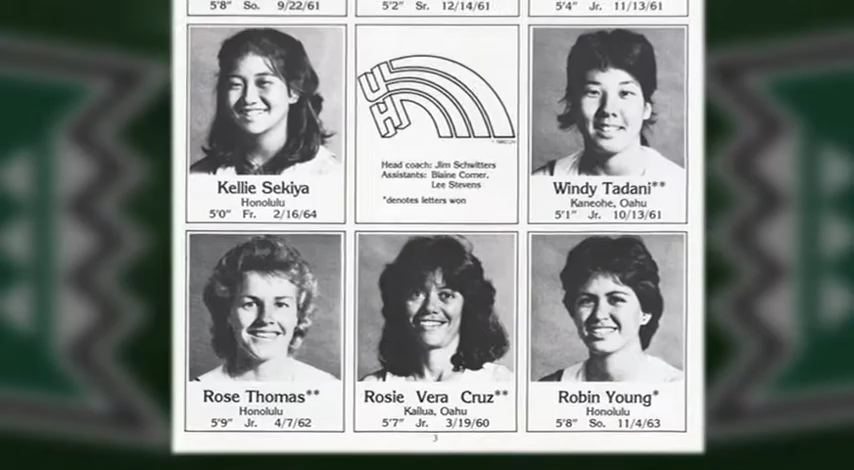 5'8" So. 9/22/61
5'2" Sr. 12/14/61
5'4" Jr. 11/13/61
UH
Kellie Sekiya
Honolulu
5'0" Fr. 2/16/64
Head coach: Jim Schwitters
Assistants: Blaine Corner,
Lee Stevens
*denotes letters won
Windy Tadani**
Kaneohe, Oahu
5'1" Jr. 10/13/61
Rose Thomas**
Honolulu
5'9" Jr. 4/7/62
Rosie Vera Cruz**
Kailua, Oahu
5'7" Jr. 3/19/60
Robin Young*
Honolulu
5'8" So. 11/4/63
3